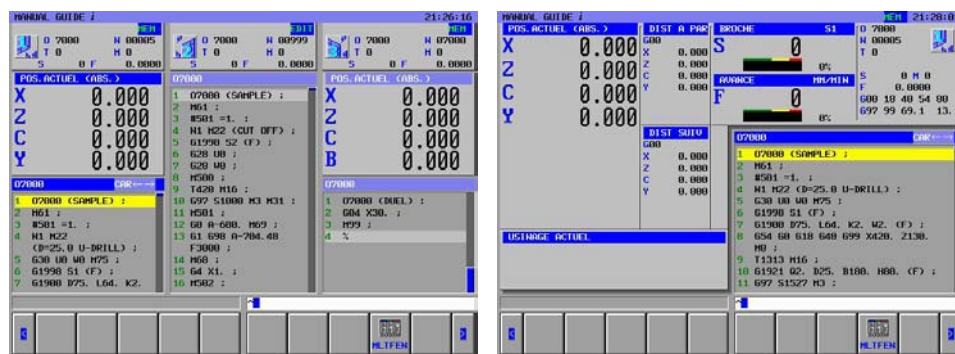 MANUAL GUIDE i
21:26:16
MEM
O 7000 N 00005
T 0 M 0
S 0 F 0.0000
EDIT
O 7000 N 00999
T 0 M 0
S 0 F 0.0000
MEM
O 7000 N 07000
T 0 M 0
S 0 F 0.0000
POS.ACTUEL (ABS.)
X 0.000
Z 0.000
C 0.000
Y 0.000
O7000 CAR
1 O7000 (SAMPLE) ;
2 M61 ;
3 #501 =1. ;
4 N1 M22
(D=25.0 U-DRILL) ;
5 G30 U0 W0 M75 ;
6 G1998 S1 (F) ;
7 G1900 D75. L64. K2.
O7000
1 O7000 (SAMPLE) ;
2 M61 ;
3 #501 =1. ;
4 N1 M22 (CUT OFF) ;
5 G1998 S2 (F) ;
6 G28 U0 ;
7 G28 W0 ;
8 M500 ;
9 T428 M16 ;
10 G97 S1000 M3 M31 ;
11 M501 ;
12 G0 A-600. M69 ;
13 G1 G98 A-704.48
F3000 ;
14 M68 ;
15 G4 X1. ;
16 M502 ;
POS.ACTUEL (ABS.)
X 0.000
Z 0.000
C 0.000
B 0.000
O7000
1 O7000 (DUEL) ;
2 G04 X30. ;
3 M99 ;
4 %
MLTFEN
MANUAL GUIDE i
MEM 21:28:0
POS.ACTUEL (ABS.)
X 0.000
Z 0.000
C 0.000
Y 0.000
DIST A PAR
G00
X 0.000
Z 0.000
C 0.000
Y 0.000
DIST SUIV
G00
X 0.000
Z 0.000
C 0.000
Y 0.000
BROCHE S1
S 0
0%
AVANCE MM/MIN
F 0
0%
O 7000
N 00005
T 0
S 0 M 0
F 0.0000
G00 18 40 54 80
G97 99 69.1 13.
USINAGE ACTUEL
O7000 CAR
1 O7000 (SAMPLE) ;
2 M61 ;
3 #501 =1. ;
4 N1 M22 (D=25.0 U-DRILL) ;
5 G30 U0 W0 M75 ;
6 G1998 S1 (F) ;
7 G1900 D75. L64. K2. W2. (F) ;
8 G54 G0 G18 G40 G99 X420. Z130.
M8 ;
9 T1313 M16 ;
10 G1921 Q2. D25. B100. H80. (F) ;
11 G97 S1527 M3 ;
MLTFEN